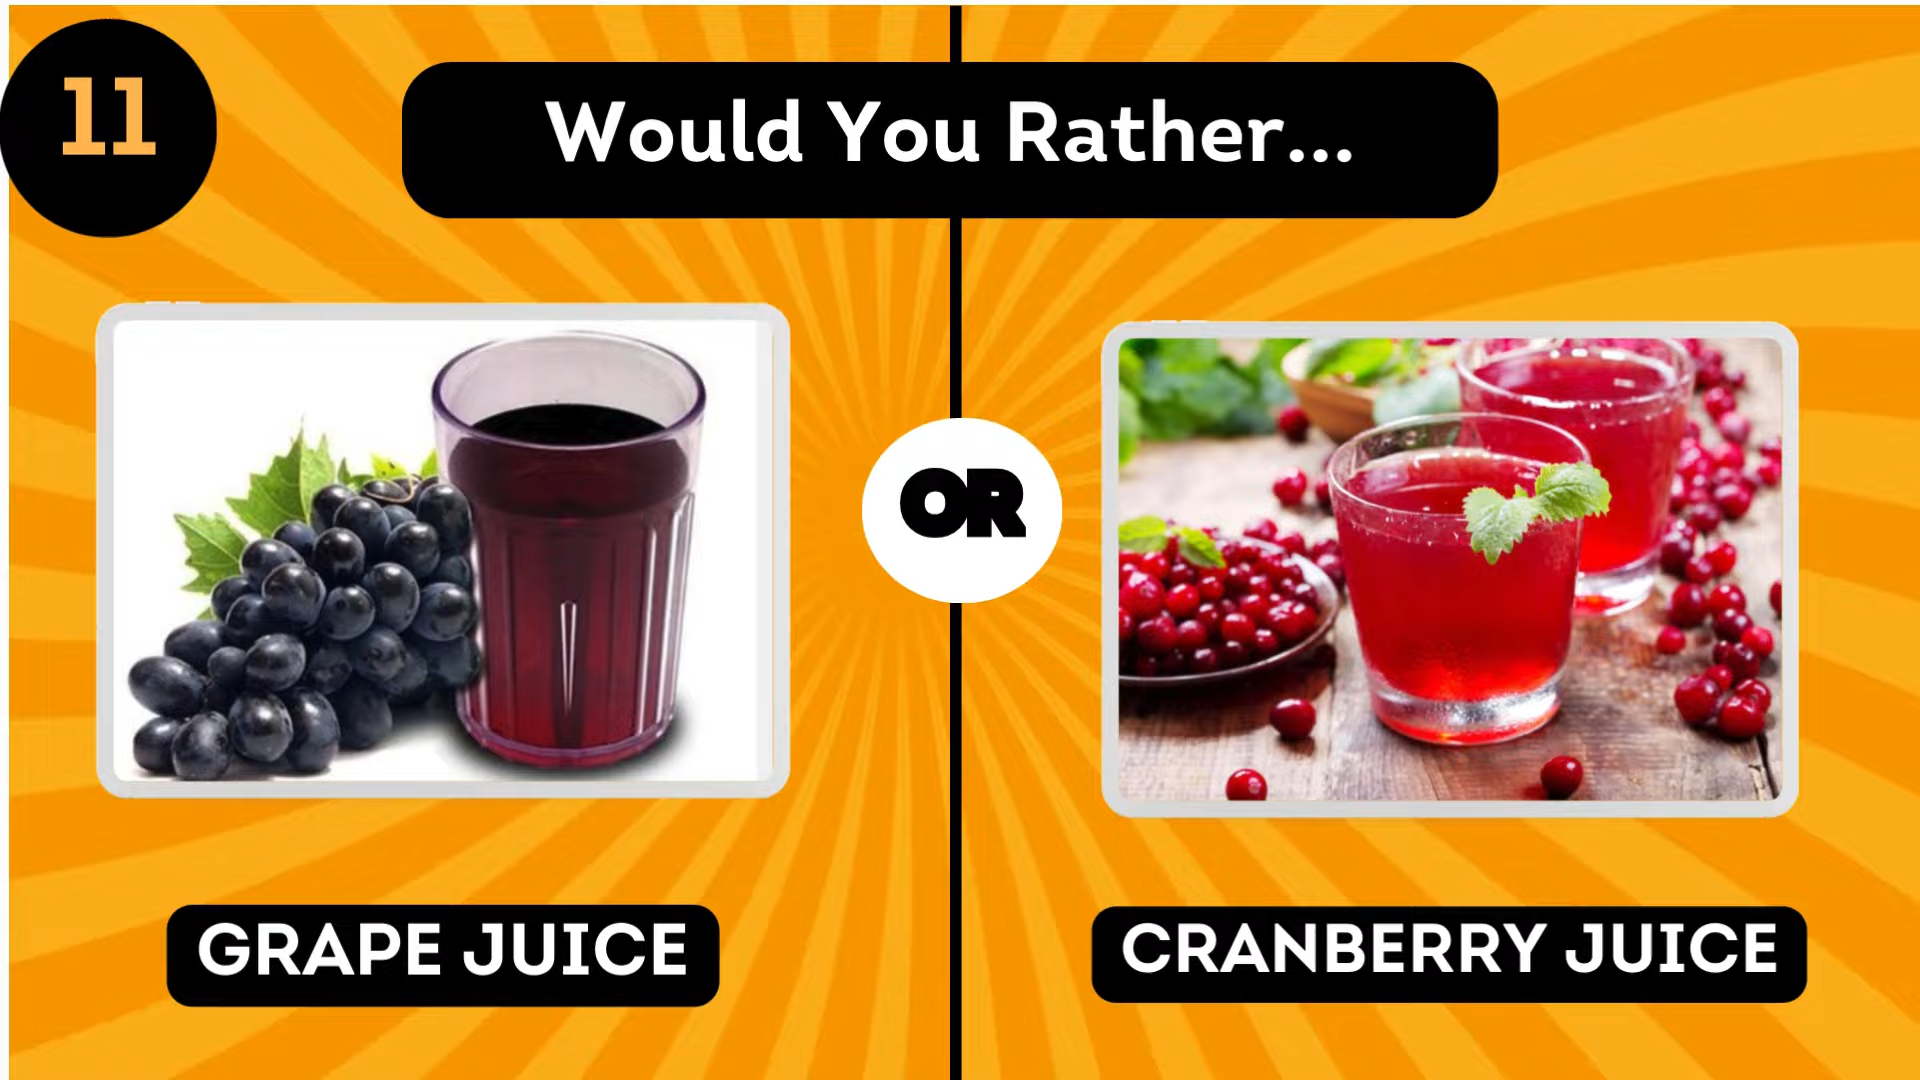 11
Would You Rather...
OR
GRAPE JUICE
CRANBERRY JUICE